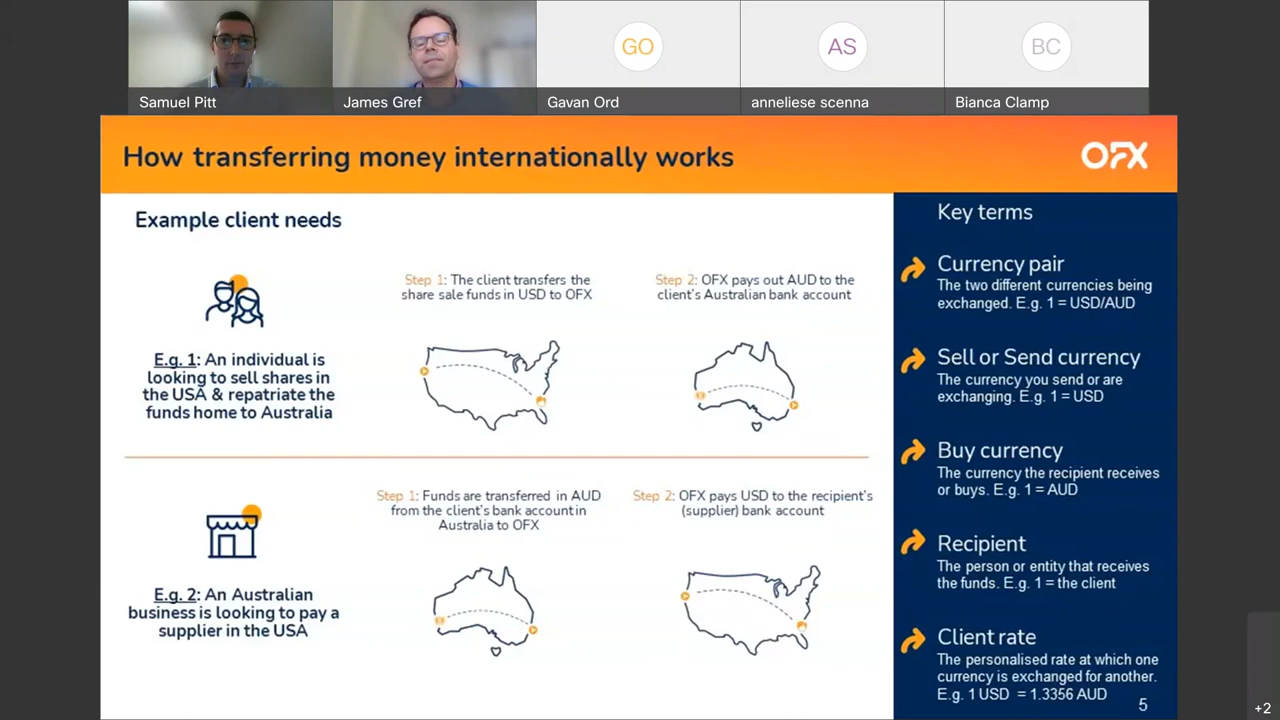 GO
AS
BC
Samuel Pitt
James Gref
Gavan Ord
anneliese scenna
Bianca Clamp
How transferring money internationally works
OFX
Example client needs
E.g. 1: An individual is
looking to sell shares in
the USA & repatriate the
funds home to Australia
Step 1: The client transfers the
share sale funds in USD to OFX
Step 2: OFX pays out AUD to the
client's Australian bank account
E.g. 2: An Australian
business is looking to pay a
supplier in the USA
Step 1: Funds are transferred in AUD
from the client's bank account in
Australia to OFX
Step 2: OFX pays USD to the recipient's
(supplier) bank account
Key terms
Currency pair
The two different currencies being
exchanged. E.g. 1 = USD/AUD
Sell or Send currency
The currency you send or are
exchanging. E.g. 1 = USD
Buy currency
The currency the recipient receives
or buys. E.g. 1 = AUD
Recipient
The person or entity that receives
the funds. E.g. 1 = the client
Client rate
The personalised rate at which one
currency is exchanged for another.
E.g. 1 USD = 1.3356 AUD
5
+2